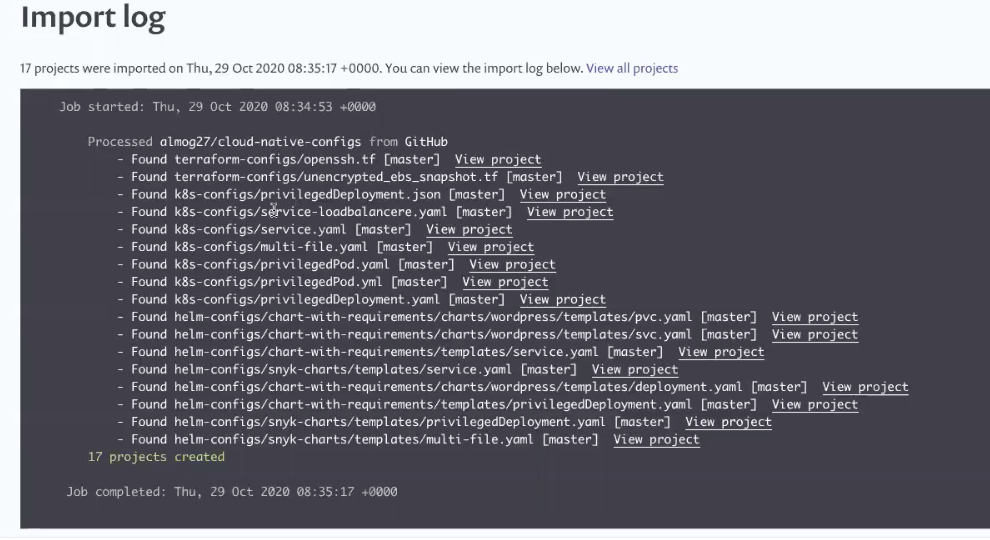 Import log
17 projects were imported on Thu, 29 Oct 2020 08:35:17 +0000. You can view the import log below. View all projects
Job started: Thu, 29 Oct 2020 08:34:53 +0000
Processed almog27/cloud-native-configs from GitHub
- Found terraform-configs/openssh.tf [master] View project
- Found terraform-configs/unencrypted_ebs_snapshot.tf [master] View project
- Found k8s-configs/privilegedDeployment.json [master] View project
- Found k8s-configs/service-loadbalancere.yaml [master] View project
- Found k8s-configs/service.yaml [master] View project
- Found k8s-configs/multi-file.yaml [master] View project
- Found k8s-configs/privilegedPod.yaml [master] View project
- Found k8s-configs/privilegedPod.yml [master] View project
- Found k8s-configs/privilegedDeployment.yaml [master] View project
- Found helm-configs/chart-with-requirements/charts/wordpress/templates/pvc.yaml [master] View project
- Found helm-configs/chart-with-requirements/charts/wordpress/templates/svc.yaml [master] View project
- Found helm-configs/chart-with-requirements/templates/service.yaml [master] View project
- Found helm-configs/snyk-charts/templates/service.yaml [master] View project
- Found helm-configs/chart-with-requirements/charts/wordpress/templates/deployment.yaml [master] View project
- Found helm-configs/chart-with-requirements/templates/privilegedDeployment.yaml [master] View project
- Found helm-configs/snyk-charts/templates/privilegedDeployment.yaml [master] View project
- Found helm-configs/snyk-charts/templates/multi-file.yaml [master] View project
17 projects created
Job completed: Thu, 29 Oct 2020 08:35:17 +0000